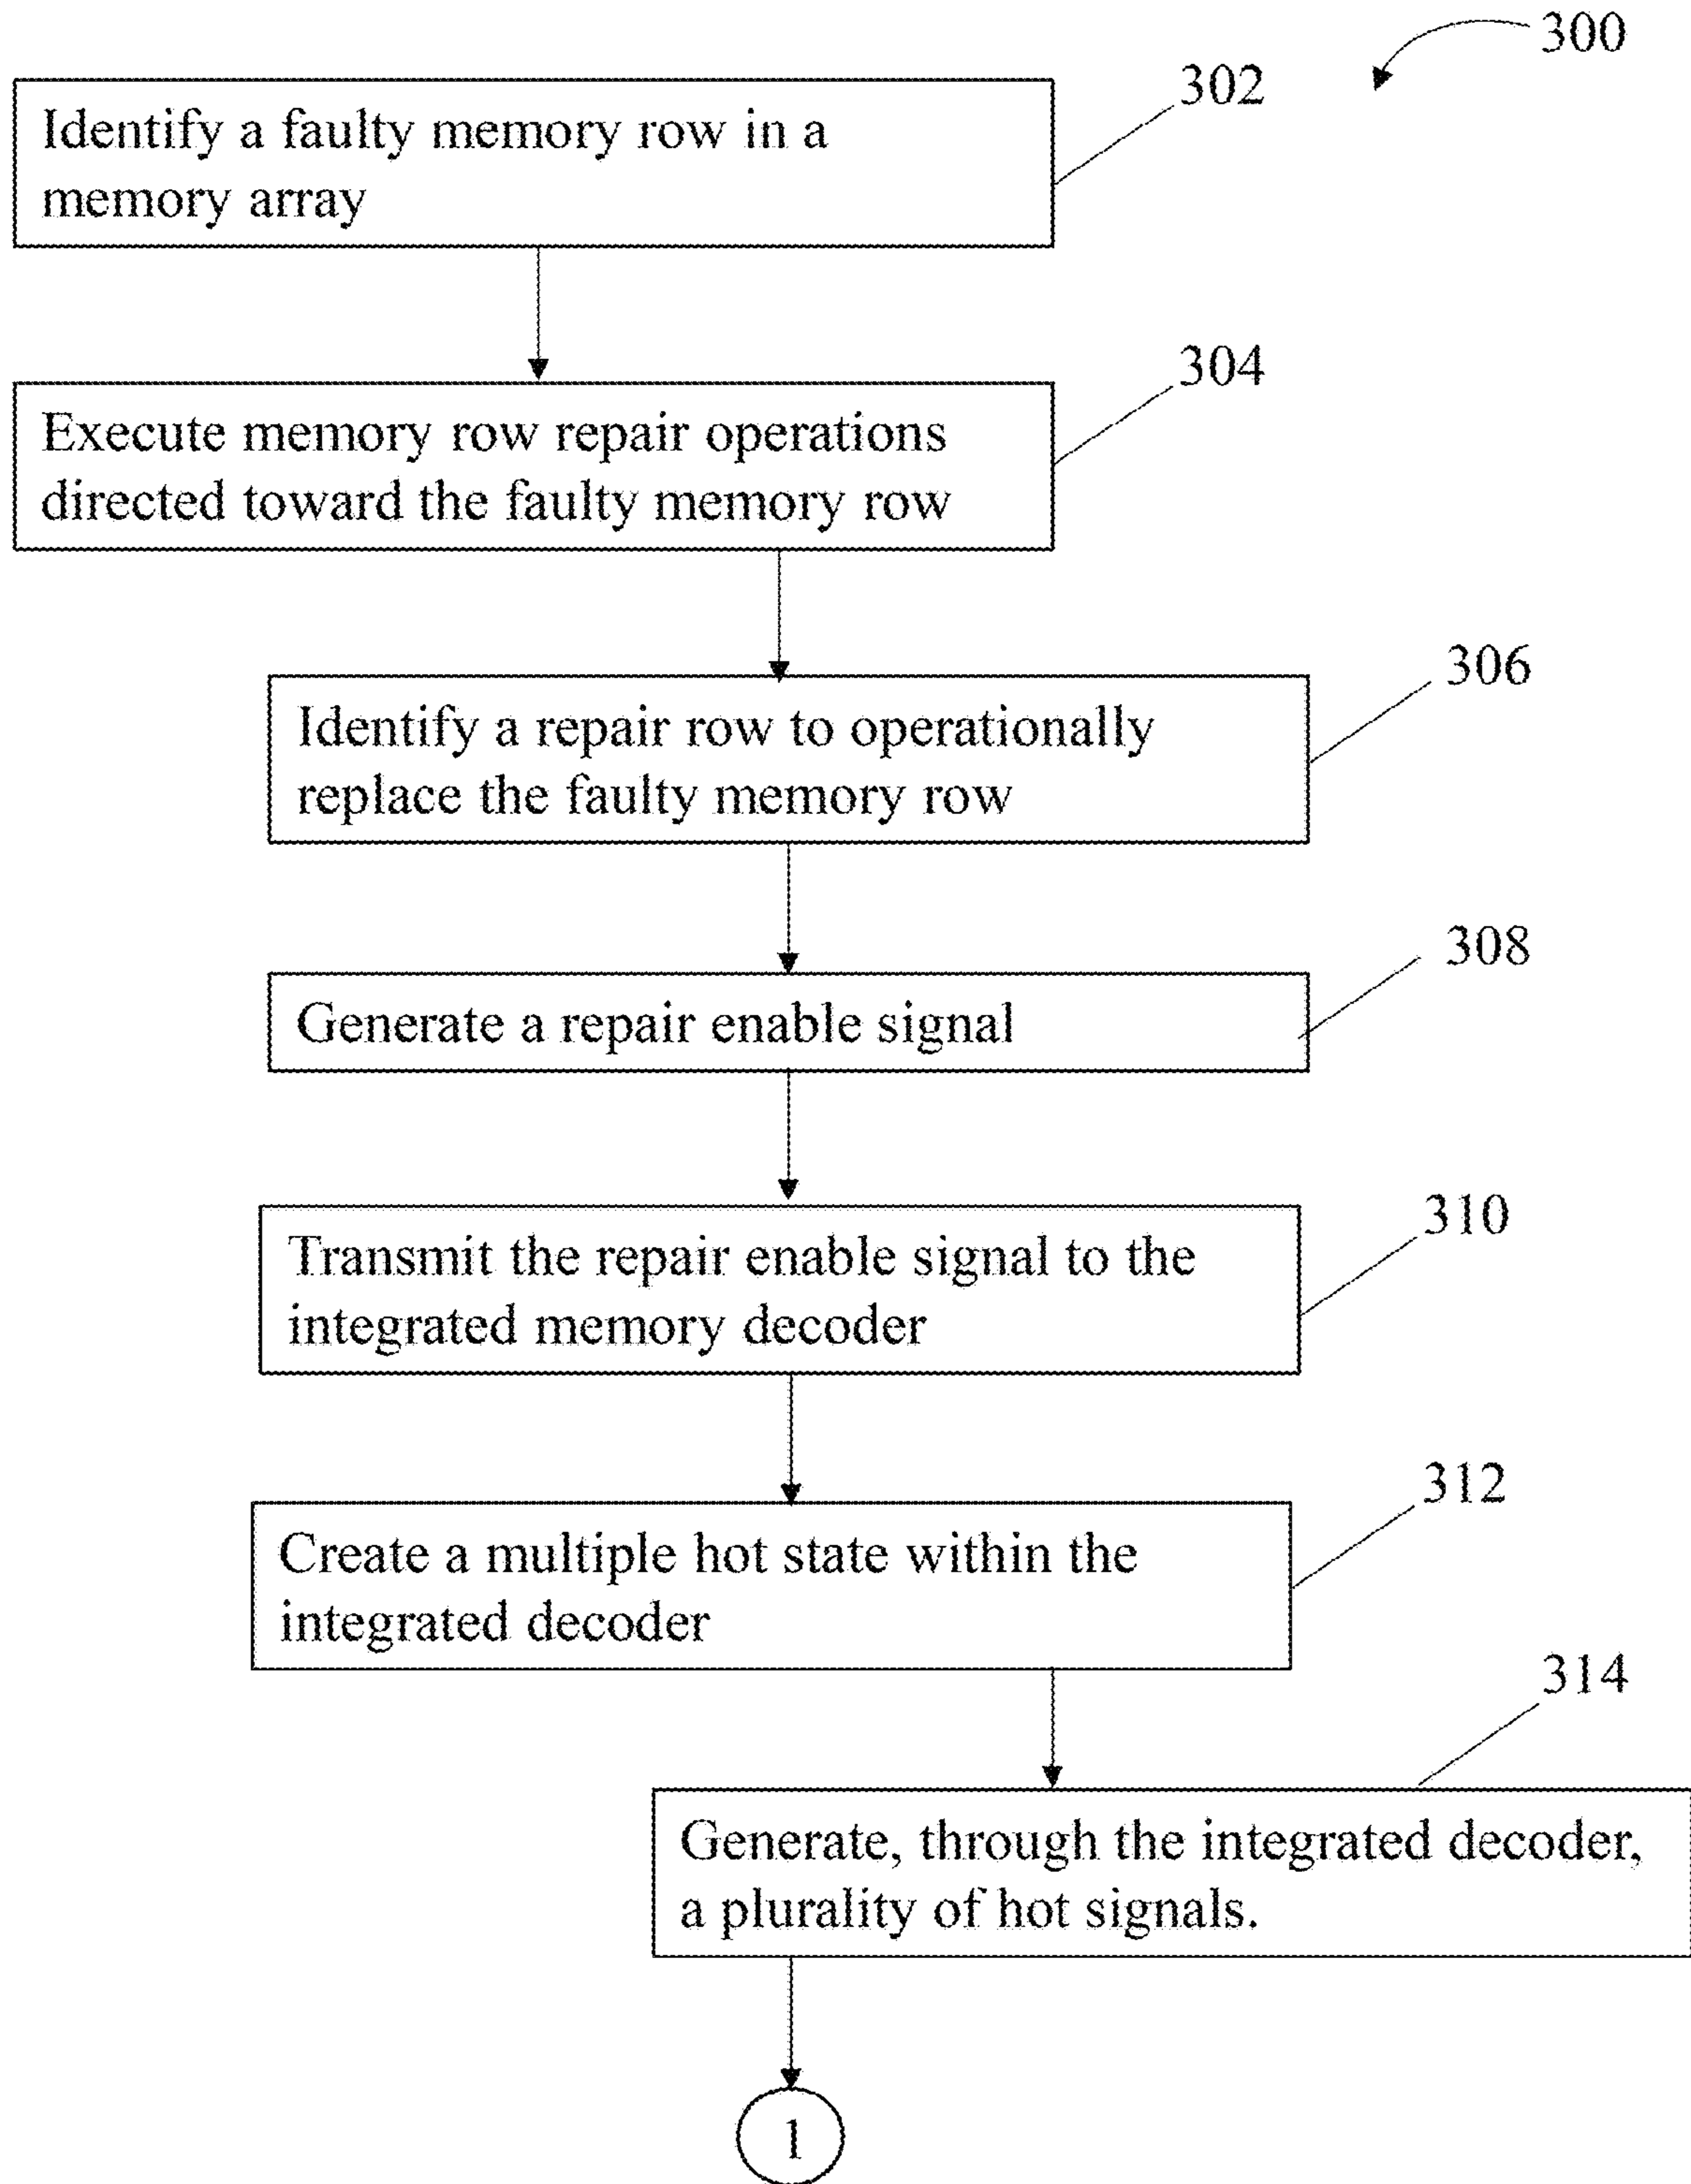 300
302
Identify a faulty memory row in a
memory array
304
Execute memory row repair operations
directed toward the faulty memory row
306
Identify a repair row to operationally
replace the faulty memory row
308
Generate a repair enable signal
310
Transmit the repair enable signal to the
integrated memory decoder
312
Create a multiple hot state within the
integrated decoder
314
Generate, through the integrated decoder,
a plurality of hot signals.
1